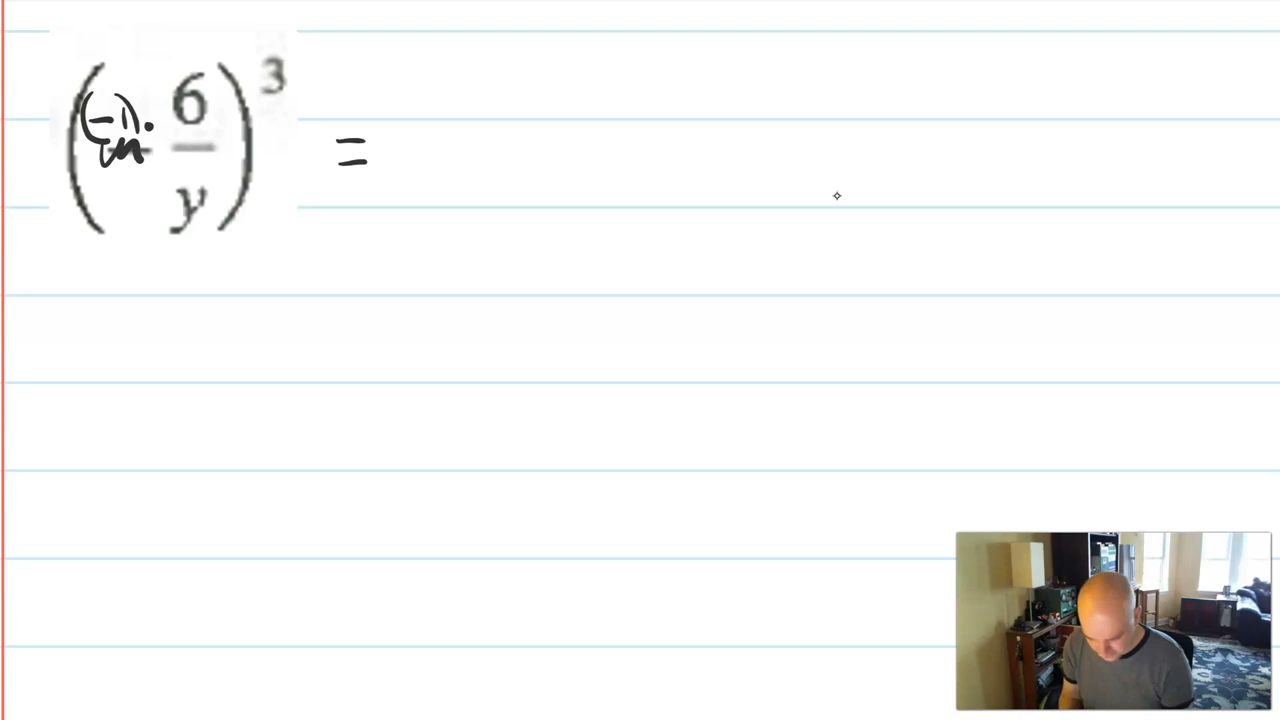 ((-1)· 6/y)^3 =